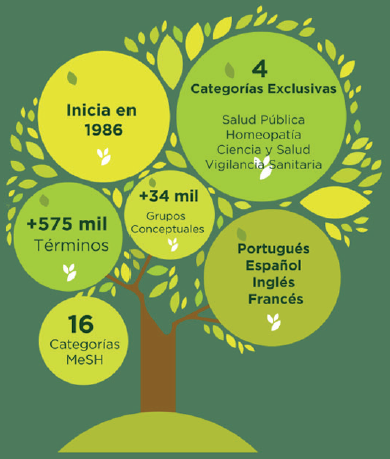 Inicia en
1986
4
Categorías Exclusivas
Salud Pública
Homeopatía
Ciencia y Salud
Vigilancia Sanitaria
+34 mil
Grupos
Conceptuales
+575 mil
Términos
Portugués
Español
Inglés
Francés
16
Categorías
MeSH